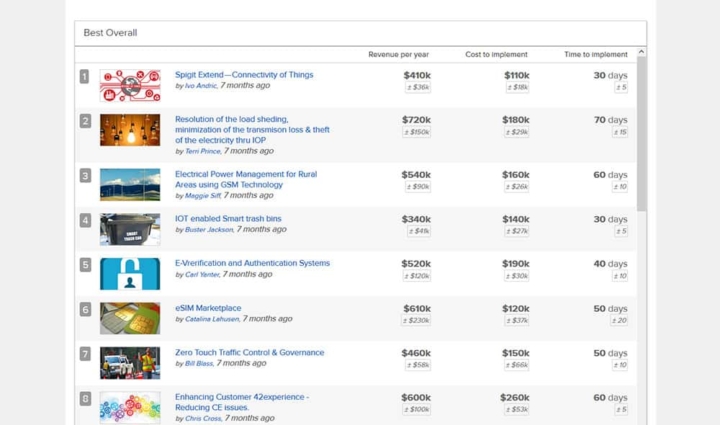 Best Overall
Revenue per year Cost to implement Time to implement
1 Spigit Extend—Connectivity of Things $410k $110k 30 days
by Ivo Andric, 7 months ago ± $36k ± $18k ± 5
2 Resolution of the load sheding, $720k $180k 70 days
minimization of the transmison loss & theft ± $150k ± $29k ± 15
of the electricity thru IOP
by Terri Prince, 7 months ago
3 Electrical Power Management for Rural $540k $160k 60 days
Areas using GSM Technology ± $90k ± $26k ± 10
by Maggie Siff, 7 months ago
4 IOT enabled Smart trash bins $340k $140k 30 days
by Buster Jackson, 7 months ago ± $49k ± $27k ± 5
SMART
TRASH CAN
5 E-Vrerification and Authentication Systems $520k $190k 40 days
by Carl Yanter, 7 months ago ± $120k ± $30k ± 10
6 eSIM Marketplace $610k $120k 50 days
by Catalina Lehusen, 7 months ago ± $230k ± $37k ± 20
7 Zero Touch Traffic Control & Governance $460k $150k 50 days
by Bill Blass, 7 months ago ± $58k ± $66k ± 10
8 Enhancing Customer 42experience - $600k $260k 60 days
Reducing CE issues. ± $100k ± $53k ± 5
by Chris Cross, 7 months ago